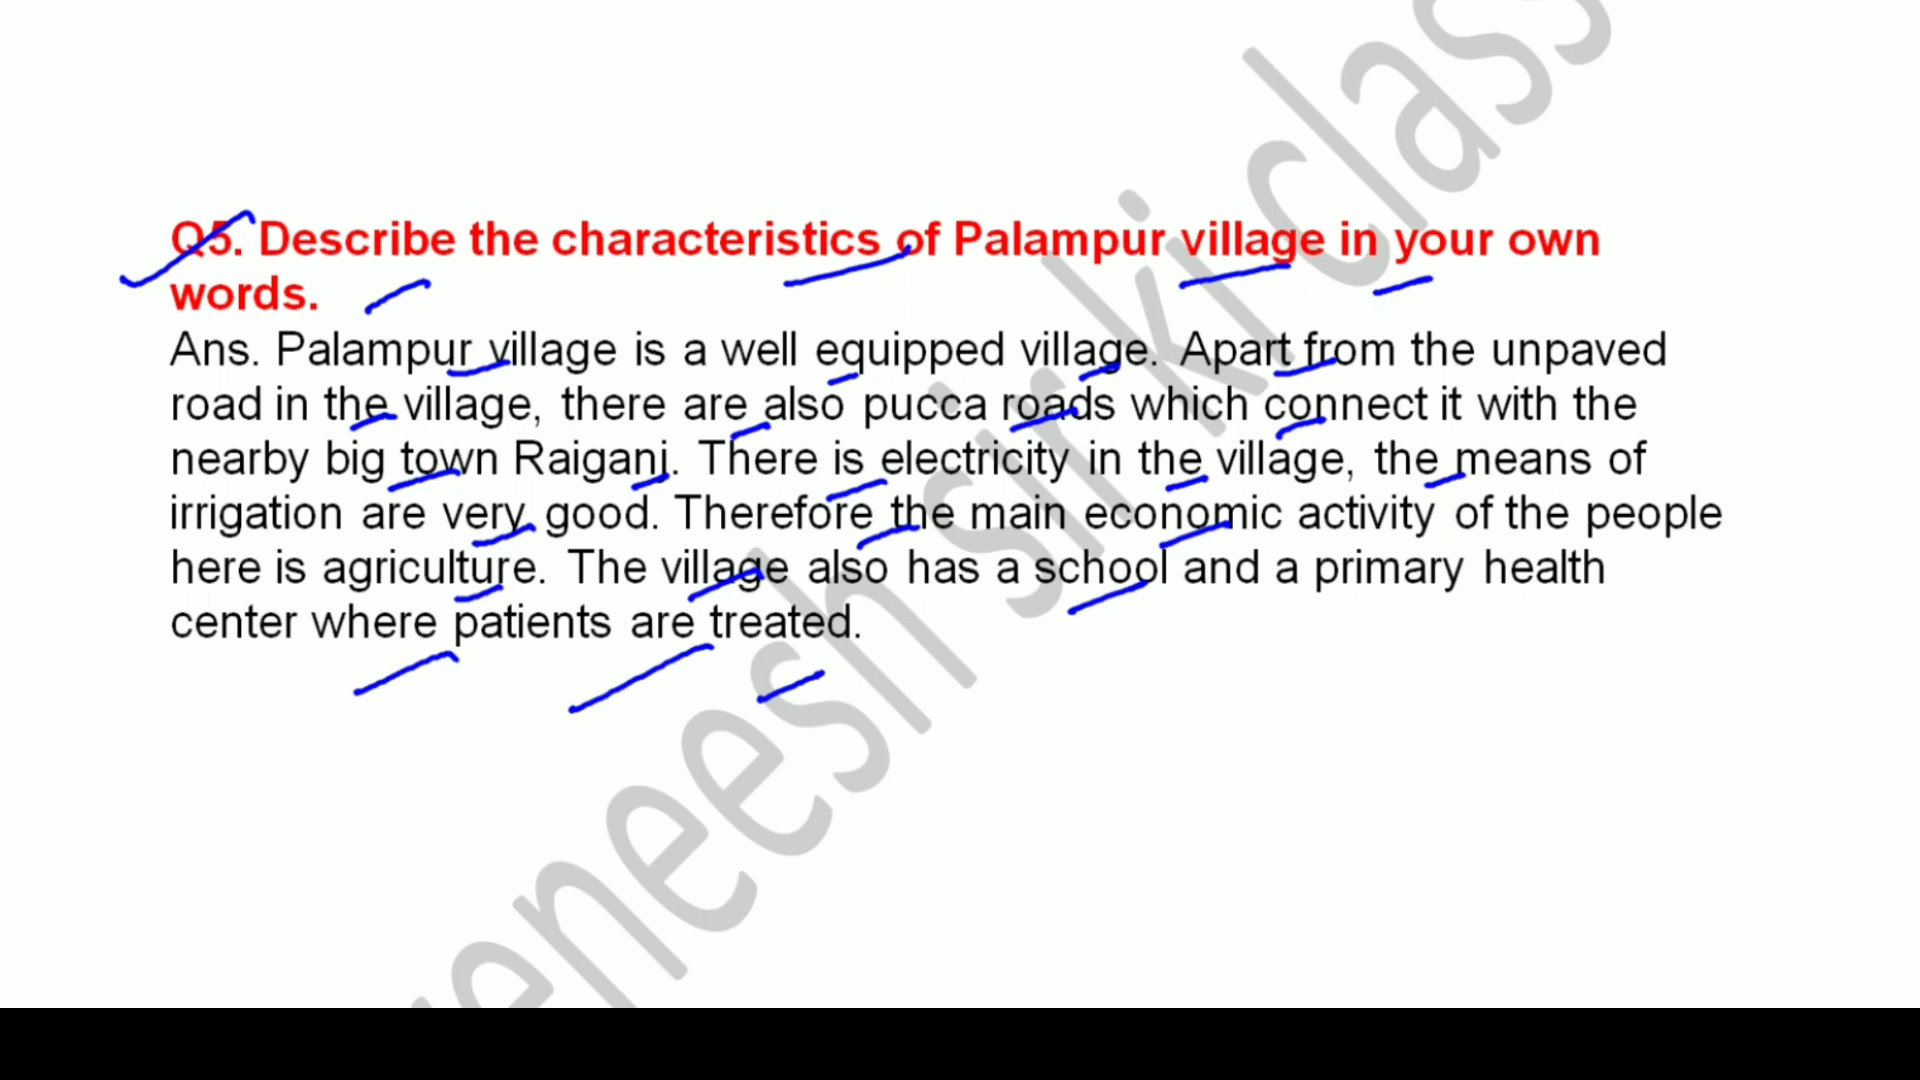 Q5. Describe the characteristics of Palampur village in your own
words.
Ans. Palampur village is a well equipped village. Apart from the unpaved
road in the village, there are also pucca roads which connect it with the
nearby big town Raiganj. There is electricity in the village, the means of
irrigation are very good. Therefore the main economic activity of the people
here is agriculture. The village also has a school and a primary health
center where patients are treated.
eneesh sir ki class